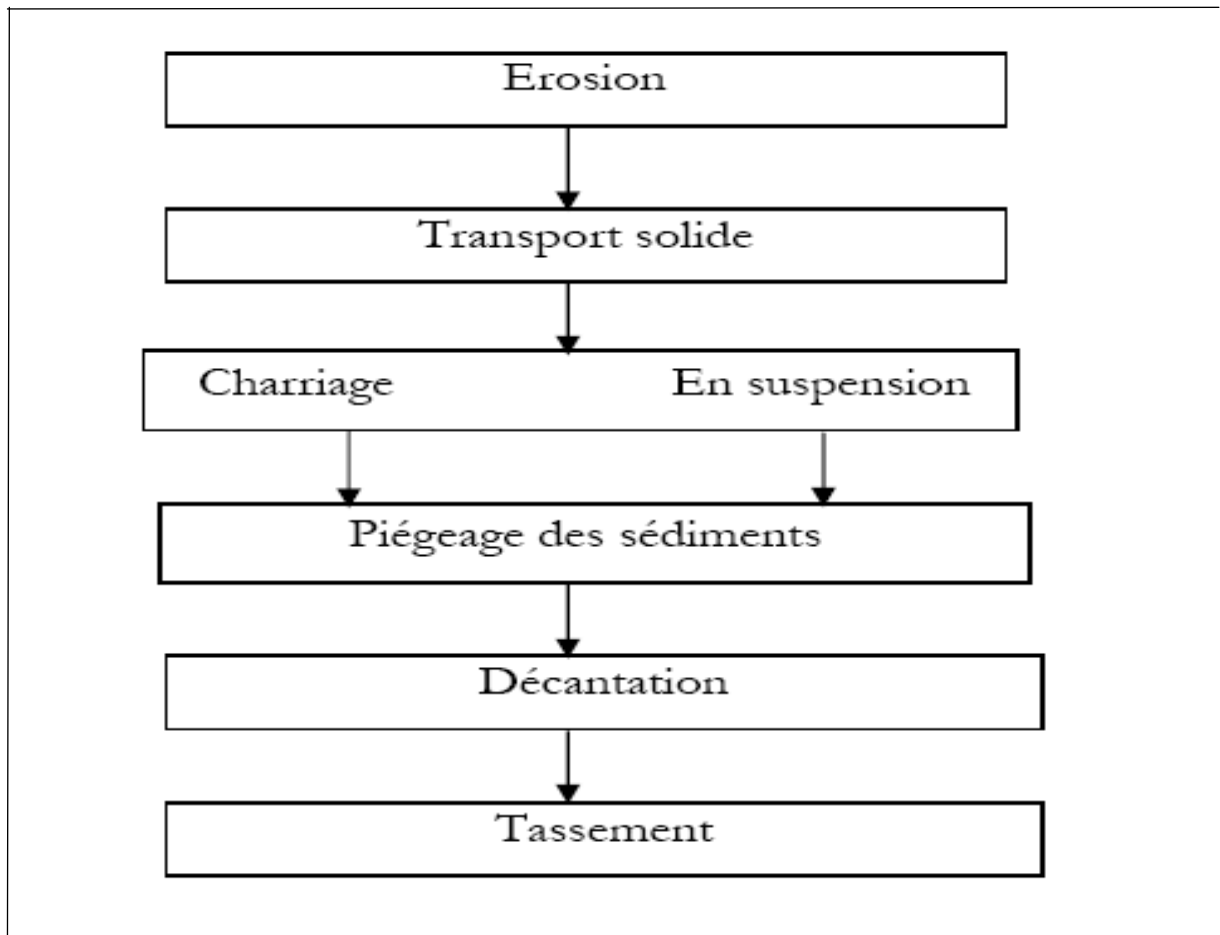 Erosion
Transport solide
Charriage En suspension
Piégeage des sédiments
Décantation
Tassement